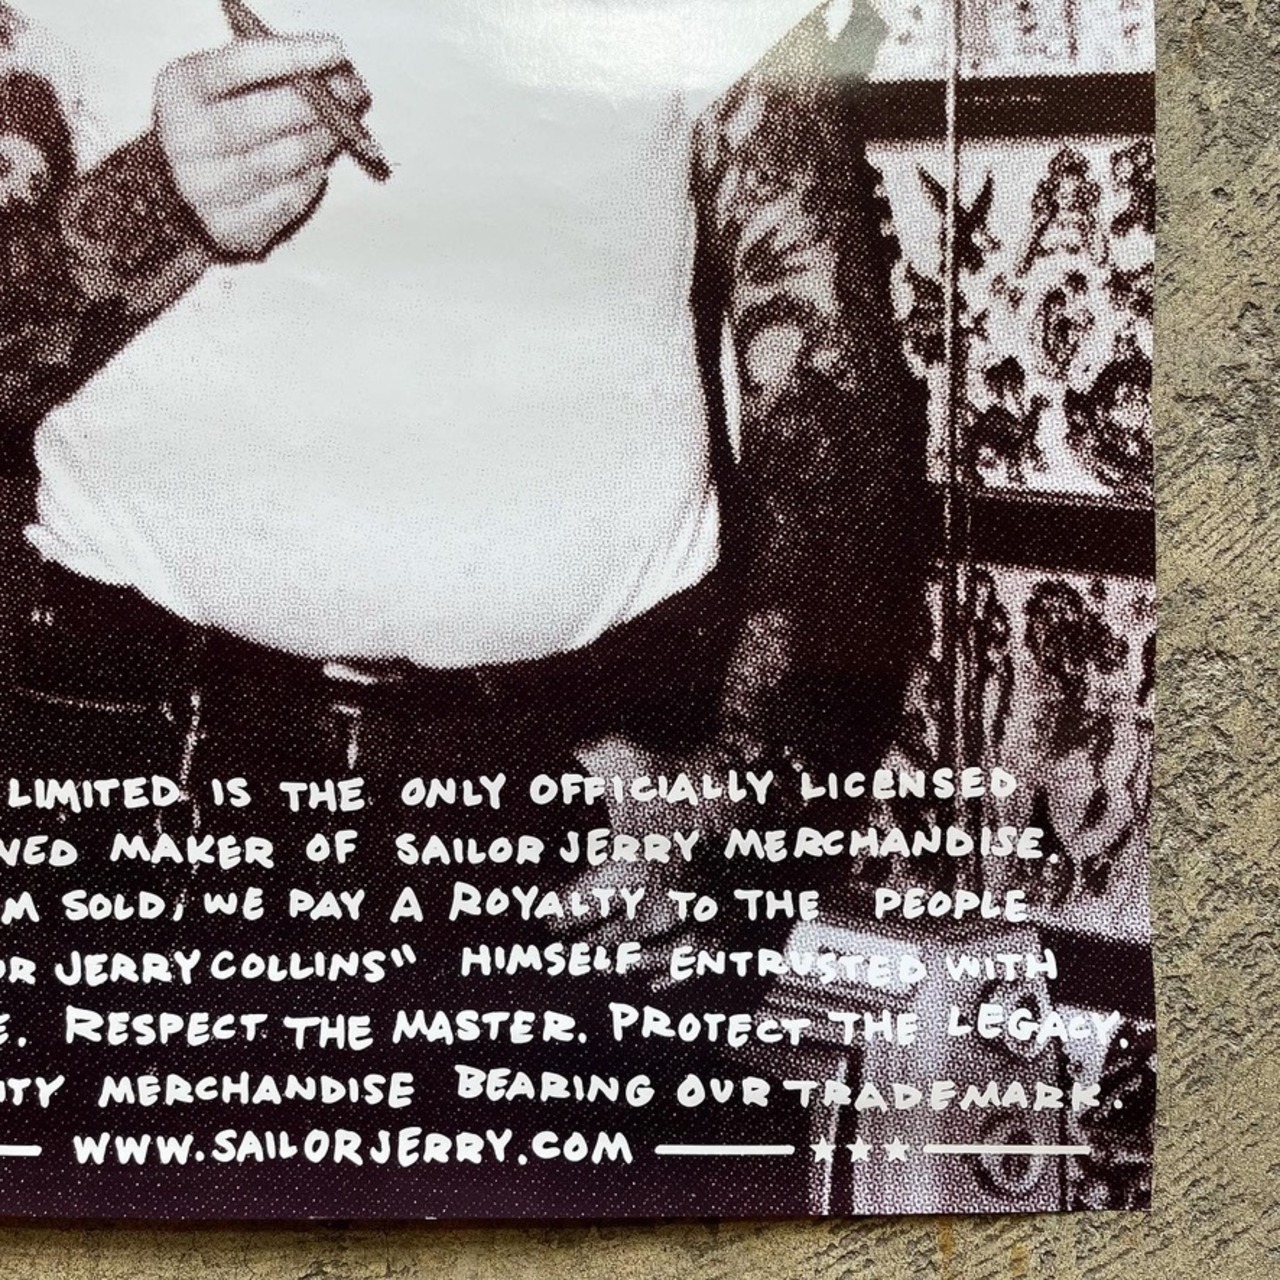 LIMITED IS THE ONLY OFFICIALLY LICENSED
NED MAKER OF SAILOR JERRY MERCHANDISE.
M SOLD, WE PAY A ROYALTY TO THE PEOPLE
OR JERRY COLLINS" HIMSELF ENTRUSTED WITH
E. RESPECT THE MASTER. PROTECT THE LEGACY.
ITY MERCHANDISE BEARING OUR TRADEMARK.
WWW.SAILORJERRY.COM